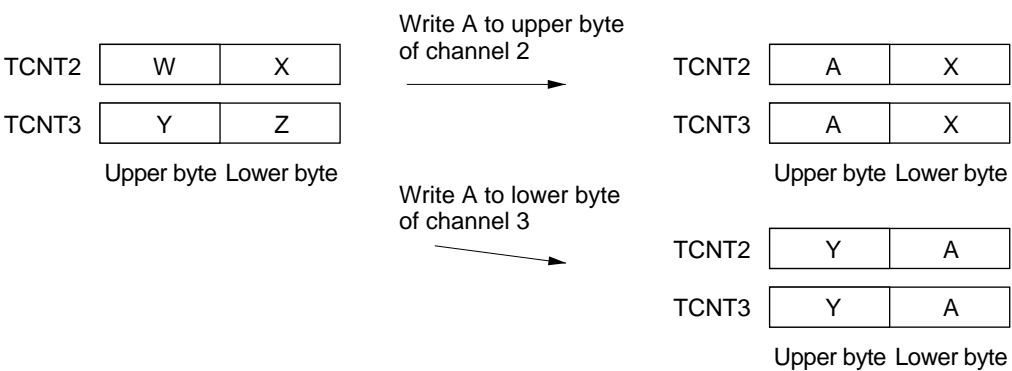 Write A to upper byte
of channel 2
TCNT2 W X
TCNT3 Y Z
Upper byte Lower byte
TCNT2 A X
TCNT3 A X
Upper byte Lower byte
Write A to lower byte
of channel 3
TCNT2 Y A
TCNT3 Y A
Upper byte Lower byte